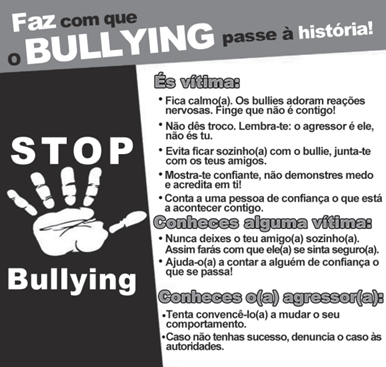 Faz com que
o BULLYING passe à história!
STOP
Bullying
És vítima:
• Fica calmo(a). Os bullies adoram reações
nervosas. Finge que não é contigo!
• Não dês troco. Lembra-te: o agressor é ele,
não és tu.
• Evita ficar sozinho(a) com o bullie, junta-te
com os teus amigos.
• Mostra-te confiante, não demonstres medo
e acredita em ti!
• Conta a uma pessoa de confiança o que está
a acontecer contigo.
Conheces alguma vítima:
• Nunca deixes o teu amigo(a) sozinho(a).
Assim farás com que ele(a) se sinta seguro(a).
• Ajuda-o(a) a contar a alguém de confiança o
que se passa!
Conheces o(a) agressor(a):
•Tenta convencê-lo(a) a mudar o seu
comportamento.
•Caso não tenhas sucesso, denuncia o caso às
autoridades.